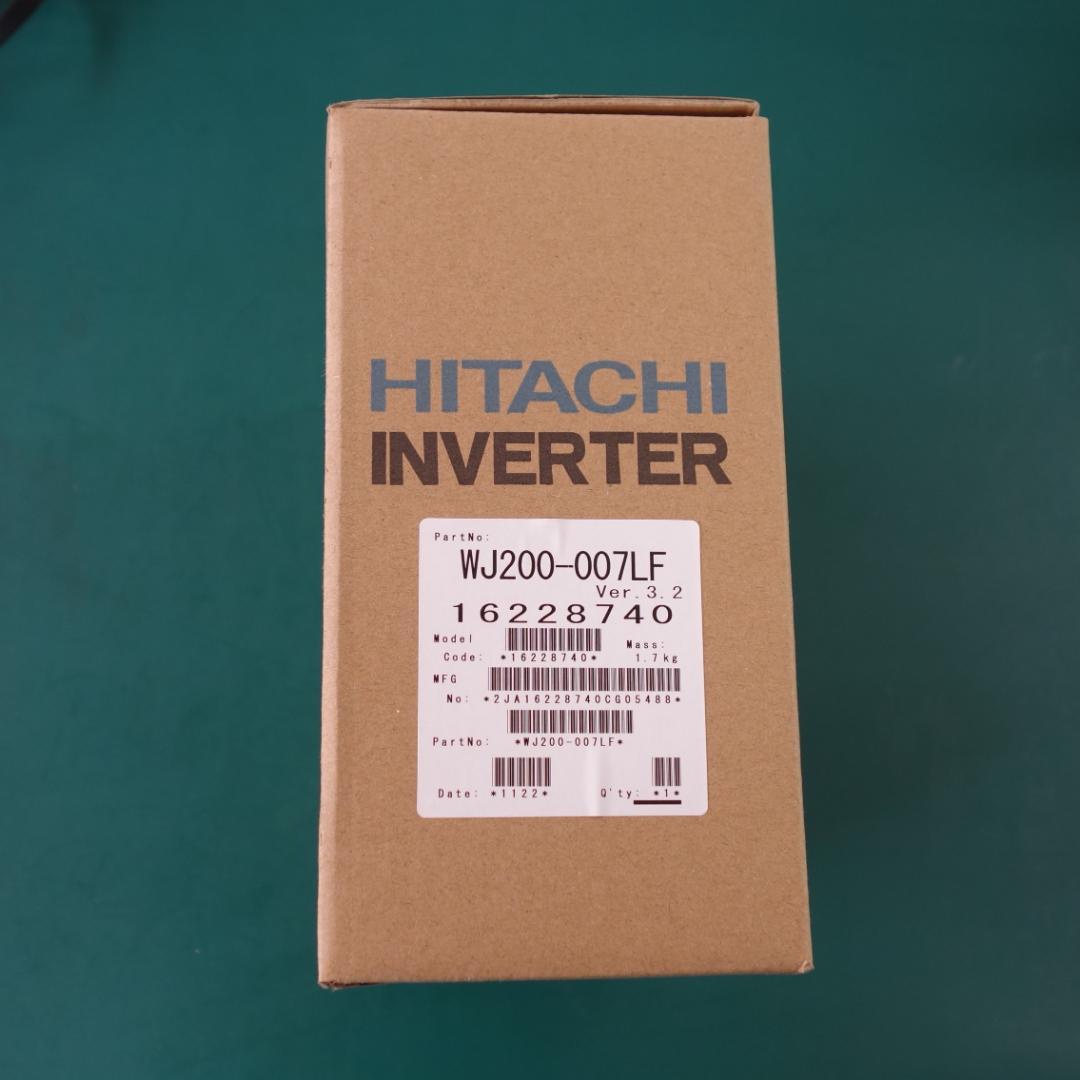 HITACHI
INVERTER
PartNo:
WJ200-007LF
Ver.3.2
16228740
Model
Code: *16228740*
Mass:
1.7kg
MFG
No: *2JA16228740CG05488*
PartNo: *WJ200-007LF*
Date: *1122* Q'ty: *1*